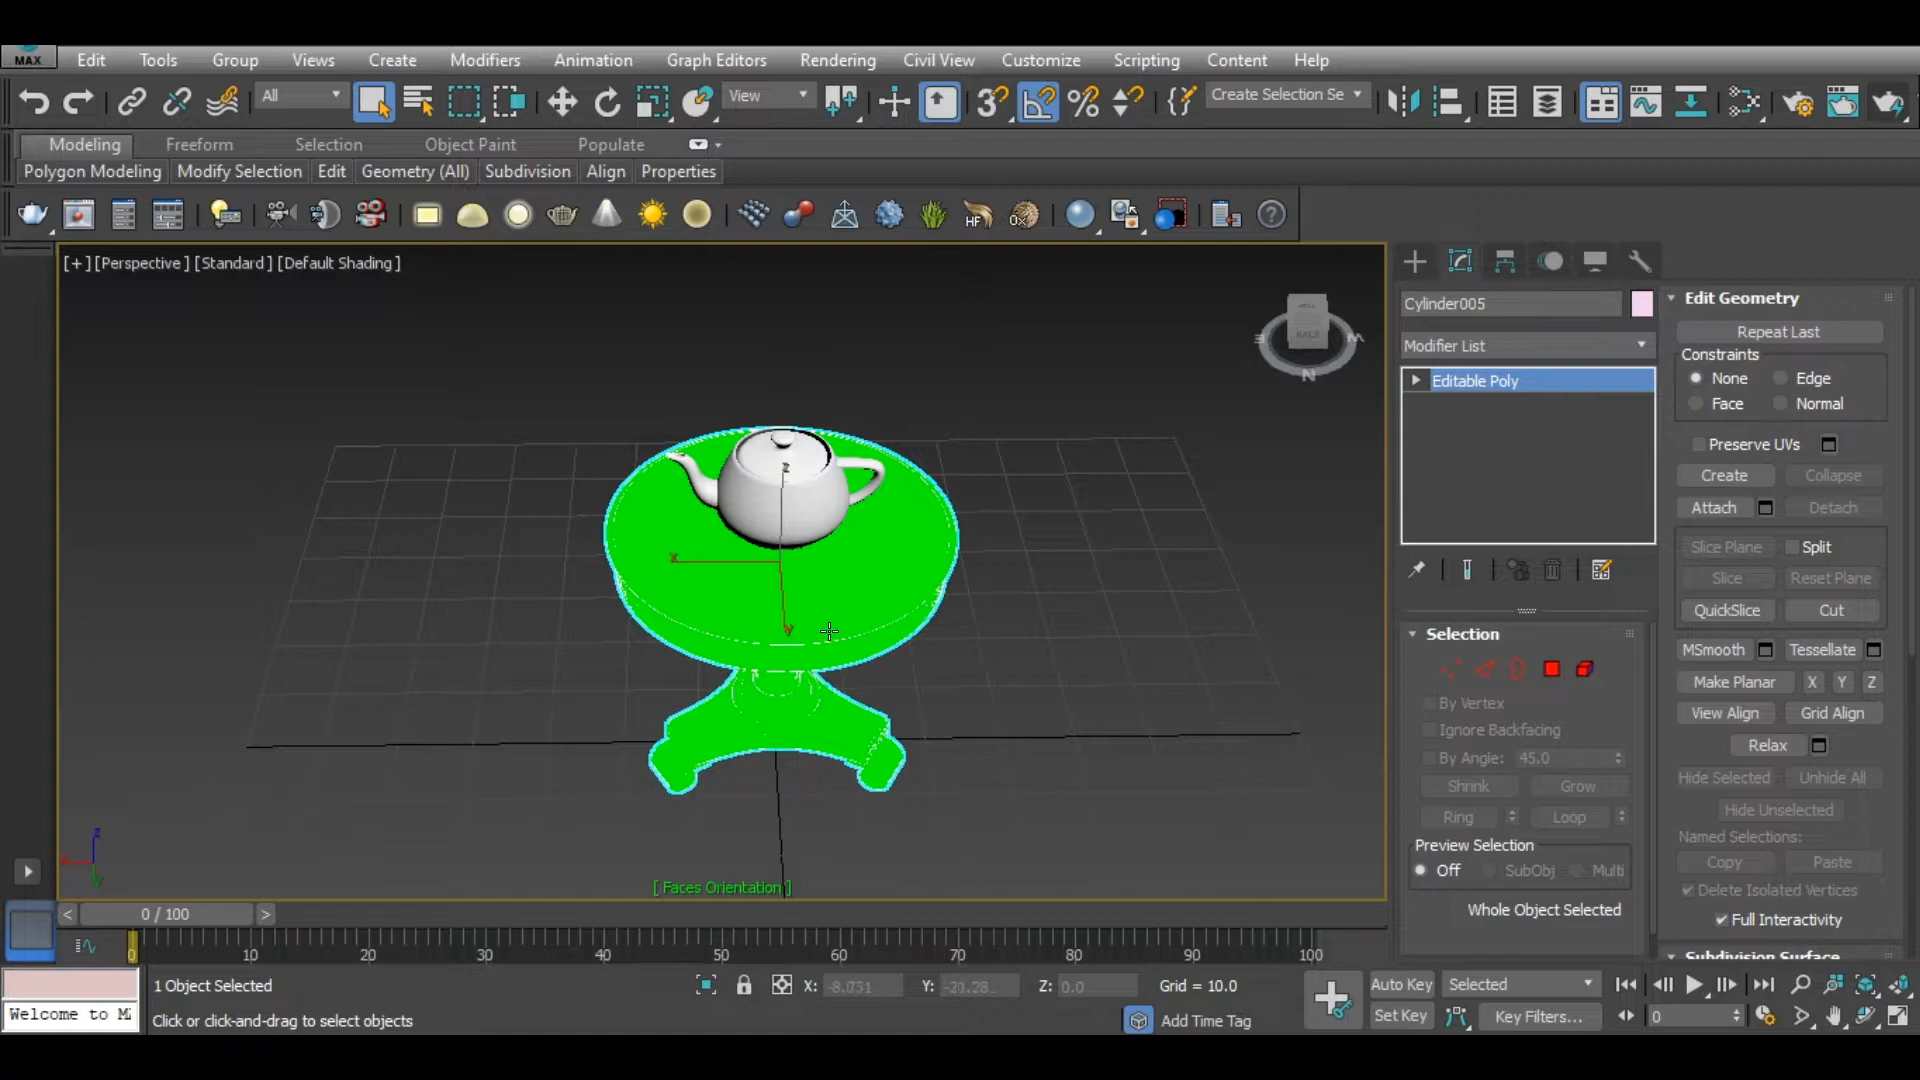 MAX
Edit Tools Group Views Create Modifiers Animation Graph Editors Rendering Civil View Customize Scripting Content Help
All View 3 Create Selection Se
Modeling Freeform Selection Object Paint Populate
Polygon Modeling Modify Selection Edit Geometry (All) Subdivision Align Properties
HF
[+][Perspective][Standard][Default Shading]
N
x
y
z
[ Faces Orientation ]
Cylinder005
Modifier List
Editable Poly
Selection
By Vertex
Ignore Backfacing
By Angle: 45.0
Shrink Grow
Ring Loop
Preview Selection
Off SubObj Multi
Whole Object Selected
Edit Geometry
Repeat Last
Constraints
None Edge
Face Normal
Preserve UVs
Create Collapse
Attach Detach
Slice Plane Split
Slice Reset Plane
QuickSlice Cut
MSmooth Tessellate
Make Planar X Y Z
View Align Grid Align
Relax
Hide Selected Unhide All
Hide Unselected
Named Selections:
Copy Paste
Delete Isolated Vertices
Full Interactivity
Subdivision Surface
< 0 / 100 >
0 10 20 30 40 50 60 70 80 90 100
1 Object Selected X: Y: Z: 0.0 Grid = 10.0 Auto Key Selected
Welcome to M
Click or click-and-drag to select objects Add Time Tag Set Key Key Filters... 0